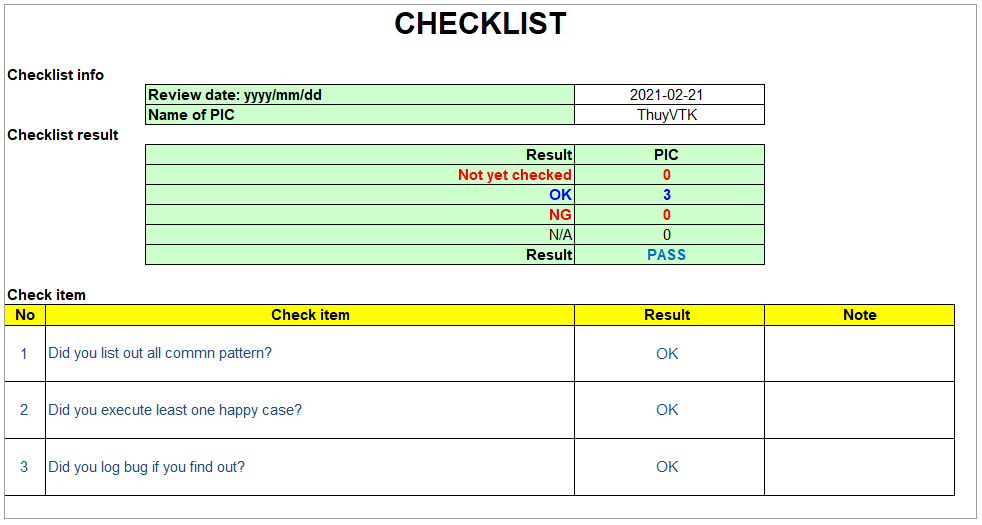 CHECKLIST
Checklist info
Review date: yyyy/mm/dd 2021-02-21
Name of PIC ThuyVTK
Checklist result
Result PIC
Not yet checked 0
OK 3
NG 0
N/A 0
Result PASS
Check item
No Check item Result Note
1 Did you list out all commn pattern? OK
2 Did you execute least one happy case? OK
3 Did you log bug if you find out? OK